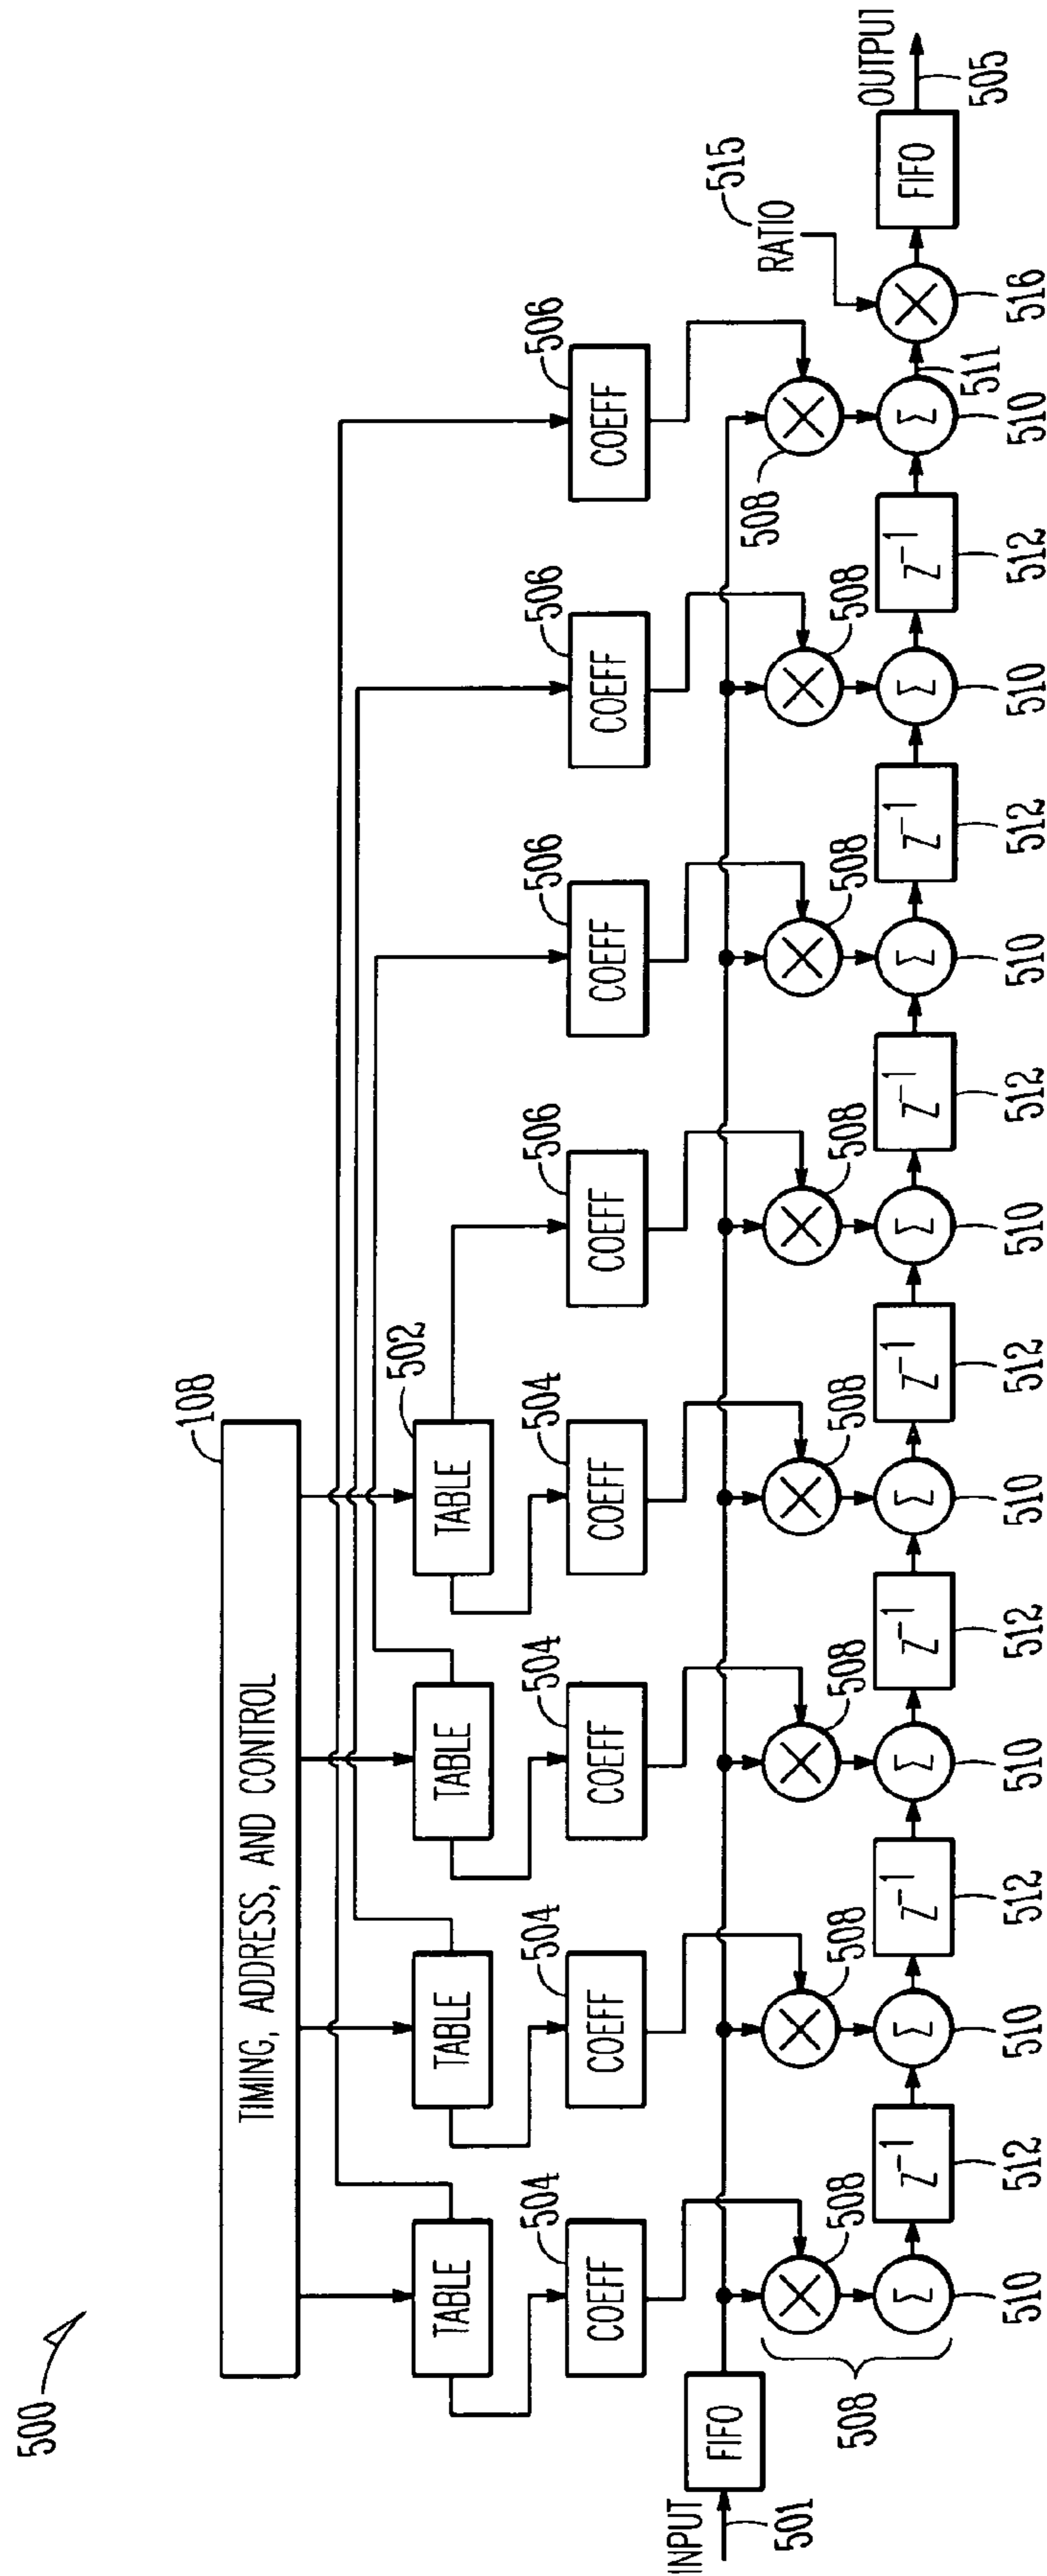 500
108
TIMING, ADDRESS, AND CONTROL
502
TABLE TABLE TABLE TABLE
504 504 504 504 506 506 506 506
COEFF COEFF COEFF COEFF COEFF COEFF COEFF COEFF
INPUT
FIFO
501
515
RATIO
508
508 508 508 508 508 508 508
508
OUTPUT
Σ Z⁻¹ Σ Z⁻¹ Σ Z⁻¹ Σ Z⁻¹ Σ Z⁻¹ Σ Z⁻¹ Σ Z⁻¹ Σ FIFO
511 505
510 512 510 512 510 512 510 512 510 512 510 512 510 512 510 516